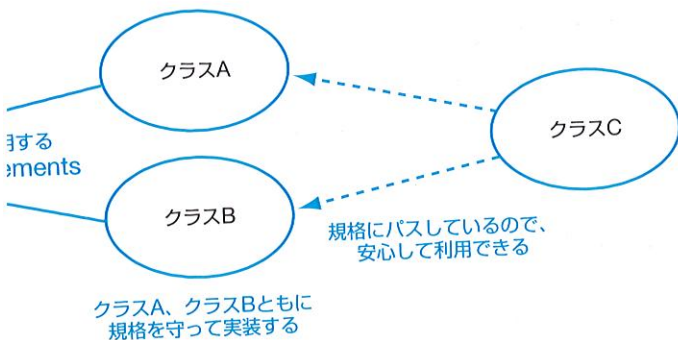 クラスA
クラスC
用する
ements
クラスB
規格にパスしているので、
安心して利用できる
クラスA、クラスBともに
規格を守って実装する